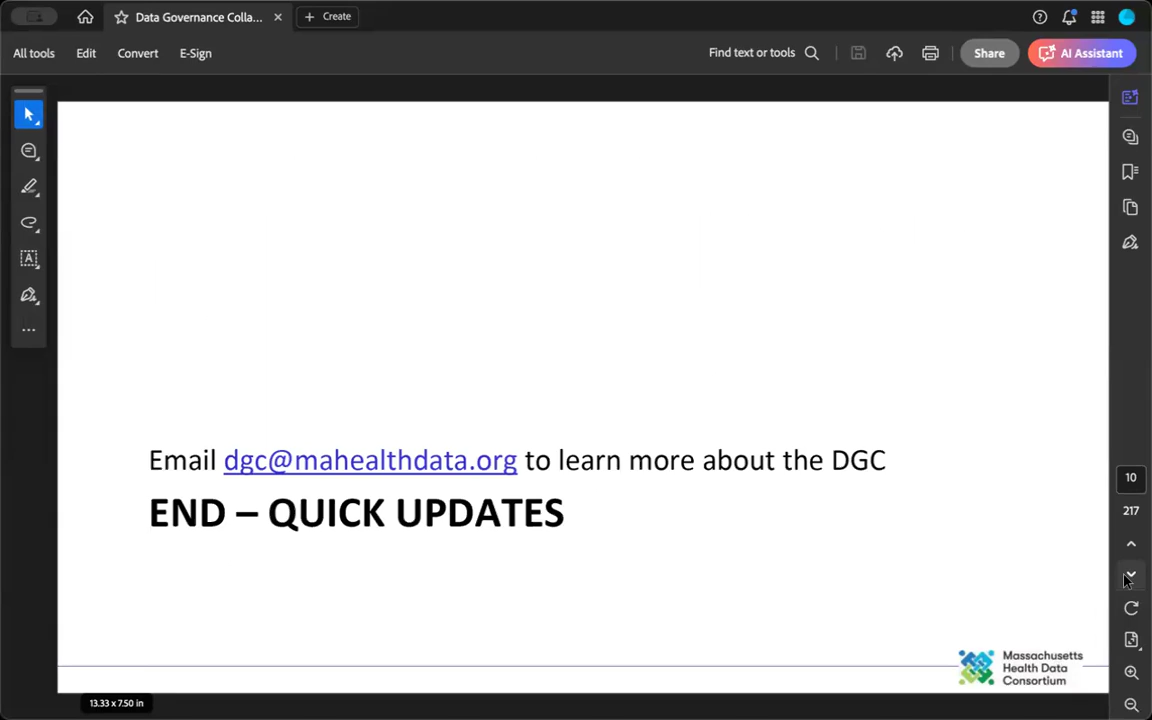 Data Governance Colla...
Create
All tools
Edit
Convert
E-Sign
Find text or tools
Share
AI Assistant
Email dgc@mahealthdata.org to learn more about the DGC
END – QUICK UPDATES
10
217
Massachusetts
Health Data
Consortium
13.33 x 7.50 in